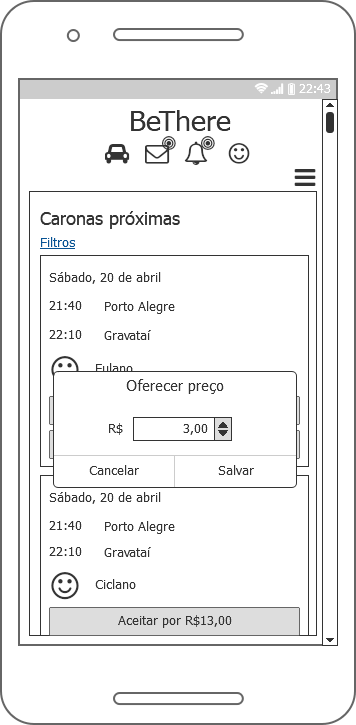 22:43
BeThere
Caronas próximas
Filtros
Sábado, 20 de abril
21:40 Porto Alegre
22:10 Gravataí
Fulano
Oferecer preço
R$ 3,00
Cancelar Salvar
Sábado, 20 de abril
21:40 Porto Alegre
22:10 Gravataí
Ciclano
Aceitar por R$13,00